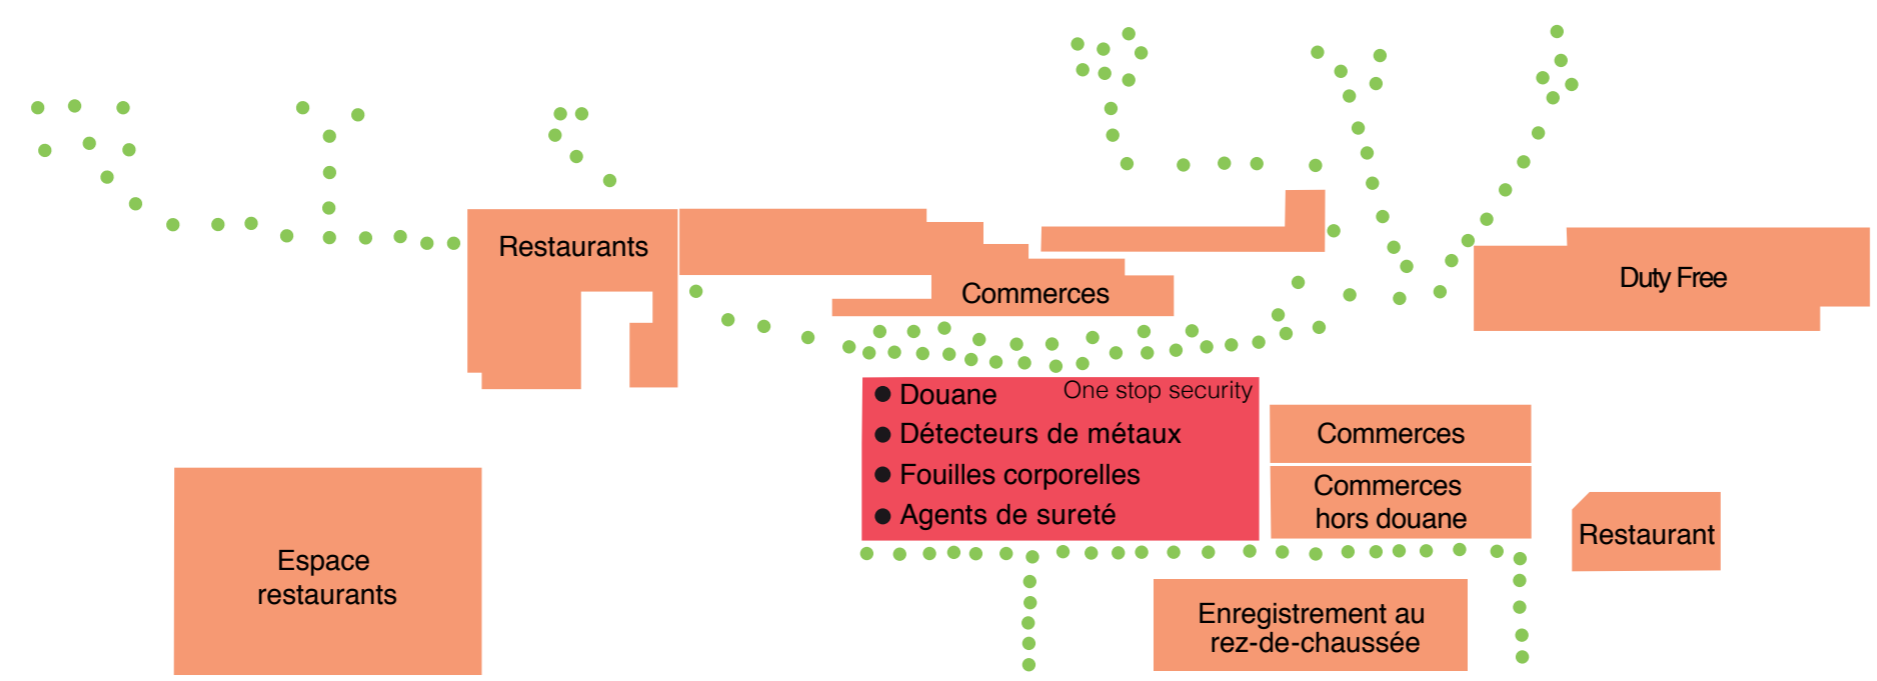 Restaurants
Commerces
Duty Free
One stop security
● Douane
● Détecteurs de métaux
● Fouilles corporelles
● Agents de sureté
Commerces
Commerces
hors douane
Restaurant
Espace
restaurants
Enregistrement au
rez-de-chaussée